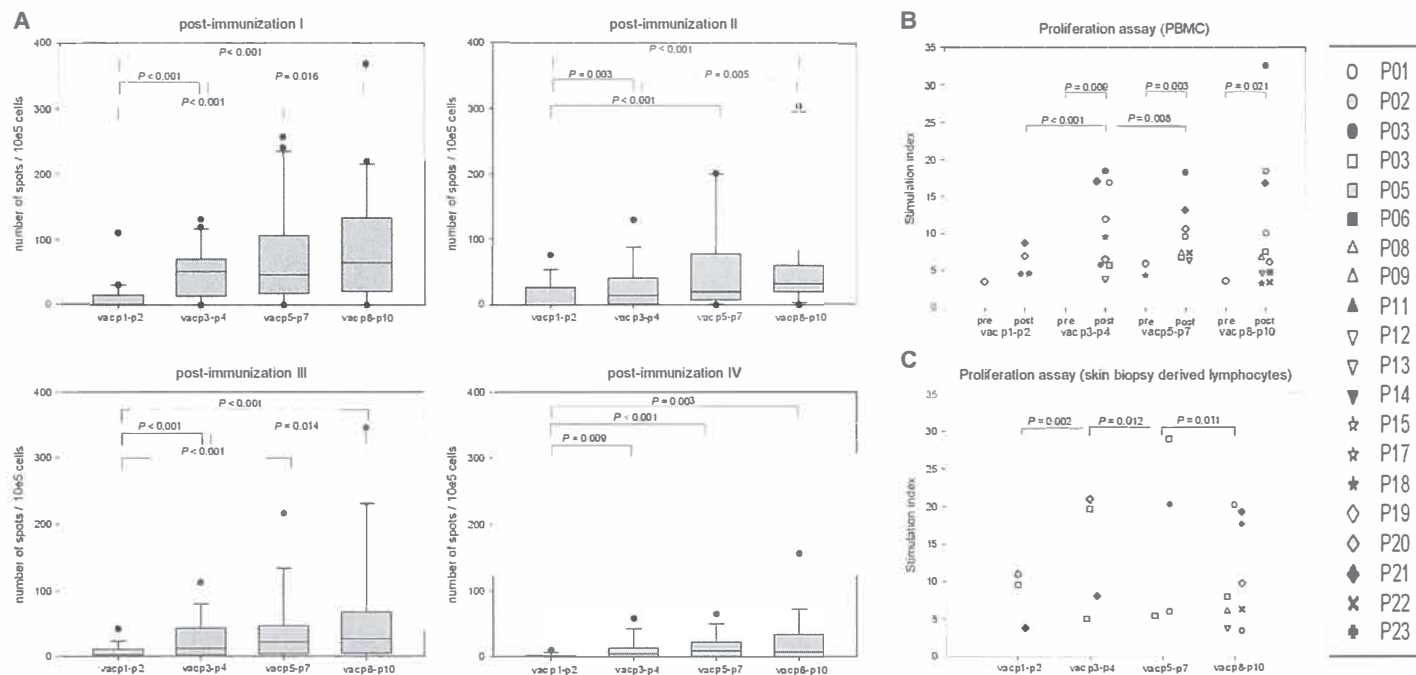 A
post-immunization I
number of spots / 10e5 cells
400
300
200
100
0
P < 0.001
P < 0.001
P = 0.016
P < 0.001
vacp1-p2
vacp3-p4
vacp5-p7
vacp8-p10
post-immunization II
number of spots / 10e5 cells
400
300
200
100
0
P < 0.001
P = 0.003
P = 0.005
P < 0.001
vacp1-p2
vacp3-p4
vacp5-p7
vacp8-p10
post-immunization III
number of spots / 10e5 cells
400
300
200
100
0
P < 0.001
P < 0.001
P = 0.014
P < 0.001
vacp1-p2
vacp3-p4
vacp5-p7
vacp8-p10
post-immunization IV
number of spots / 10e5 cells
400
300
200
100
0
P = 0.003
P < 0.001
P = 0.009
vacp1-p2
vacp3-p4
vacp5-p7
vacp8-p10
B
Proliferation assay (PBMC)
Stimulation index
35
30
25
20
15
10
5
0
P = 0.003
P = 0.021
P < 0.001
P = 0.008
pre post pre post pre post pre post
vacp1-p2
vacp3-p4
vacp5-p7
vacp8-p10
C
Proliferation assay (skin biopsy derived lymphocytes)
Stimulation index
35
30
25
20
15
10
5
0
P = 0.002
P = 0.012
P = 0.011
vacp1-p2
vacp3-p4
vacp5-p7
vacp8-p10
P01
P02
P03
P03
P05
P06
P08
P09
P11
P12
P13
P14
P15
P17
P18
P19
P20
P21
P22
P23